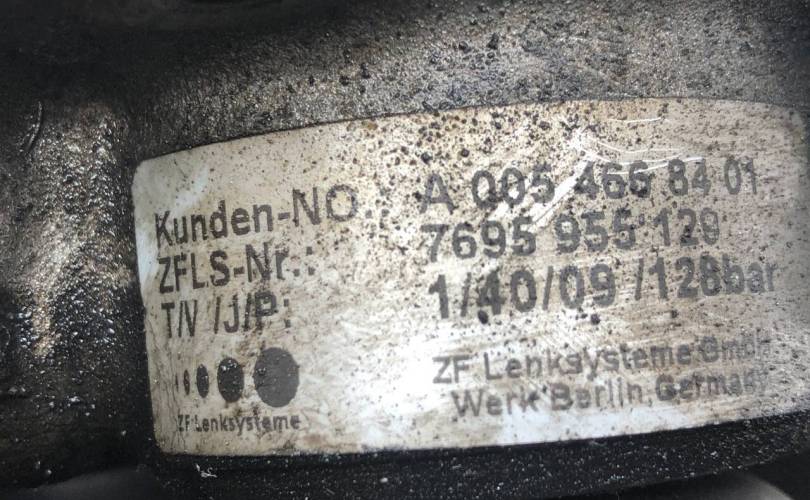 Kunden-NO.: A 005 466 84 01
ZFLS-Nr.: 7695 955 129
T/W /J/P: 1/40/09 /128bar
ZF Lenksysteme GmbH
Werk Berlin, Germany
ZF Lenksysteme